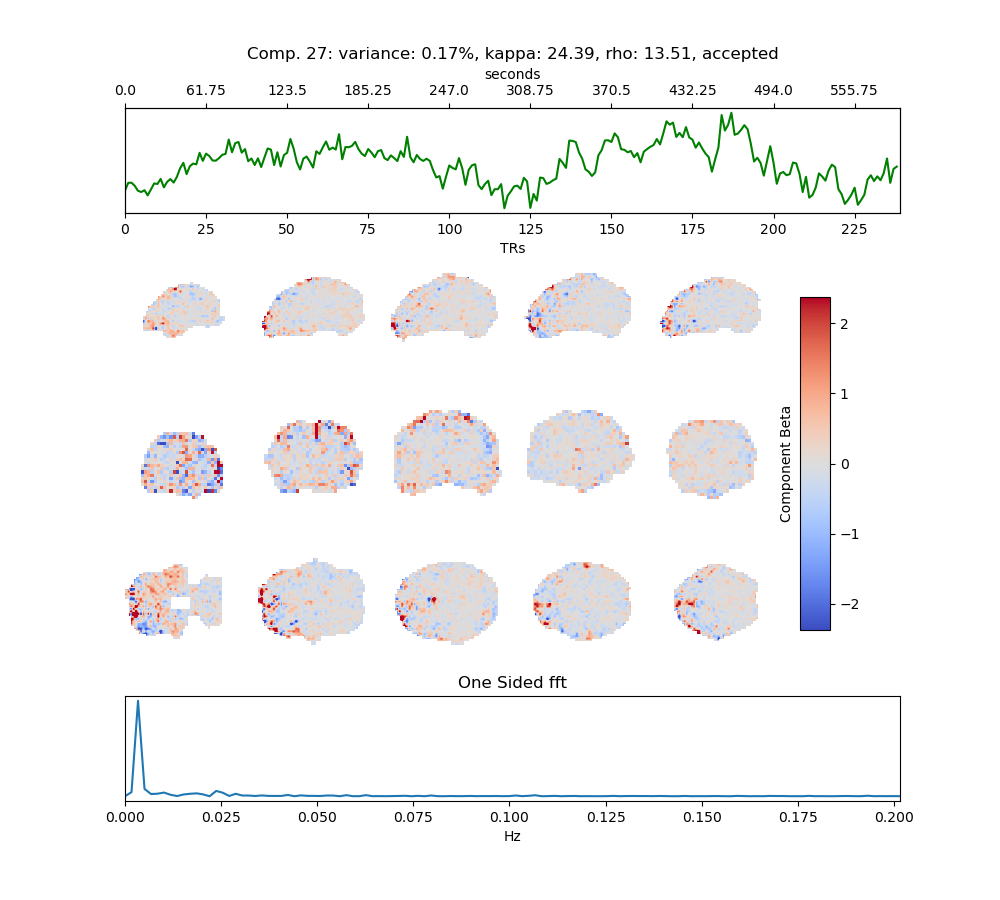 Comp. 27: variance: 0.17%, kappa: 24.39, rho: 13.51, accepted
seconds
0.0 61.75 123.5 185.25 247.0 308.75 370.5 432.25 494.0 555.75
0 25 50 75 100 125 150 175 200 225
TRs
2
1
0
−1
−2
Component Beta
One Sided fft
0.000 0.025 0.050 0.075 0.100 0.125 0.150 0.175 0.200
Hz